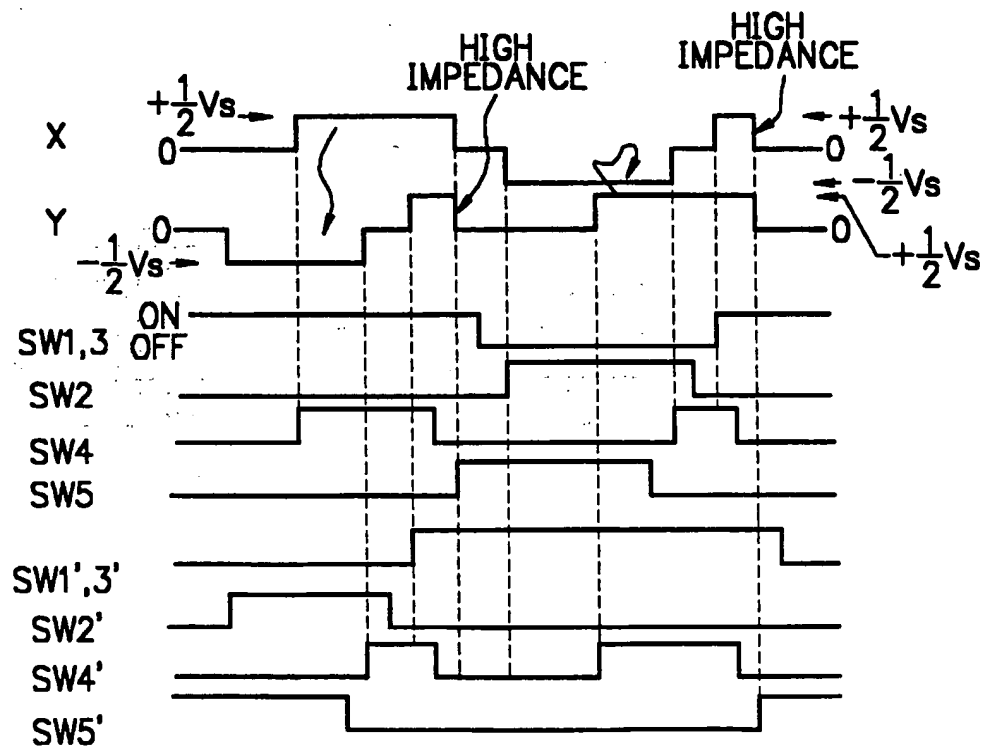 HIGH
IMPEDANCE
HIGH
IMPEDANCE
+1/2Vs
X
0
0
+1/2Vs
-1/2Vs
Y
0
0
-1/2Vs
+1/2Vs
ON
OFF
SW1,3
SW2
SW4
SW5
SW1',3'
SW2'
SW4'
SW5'